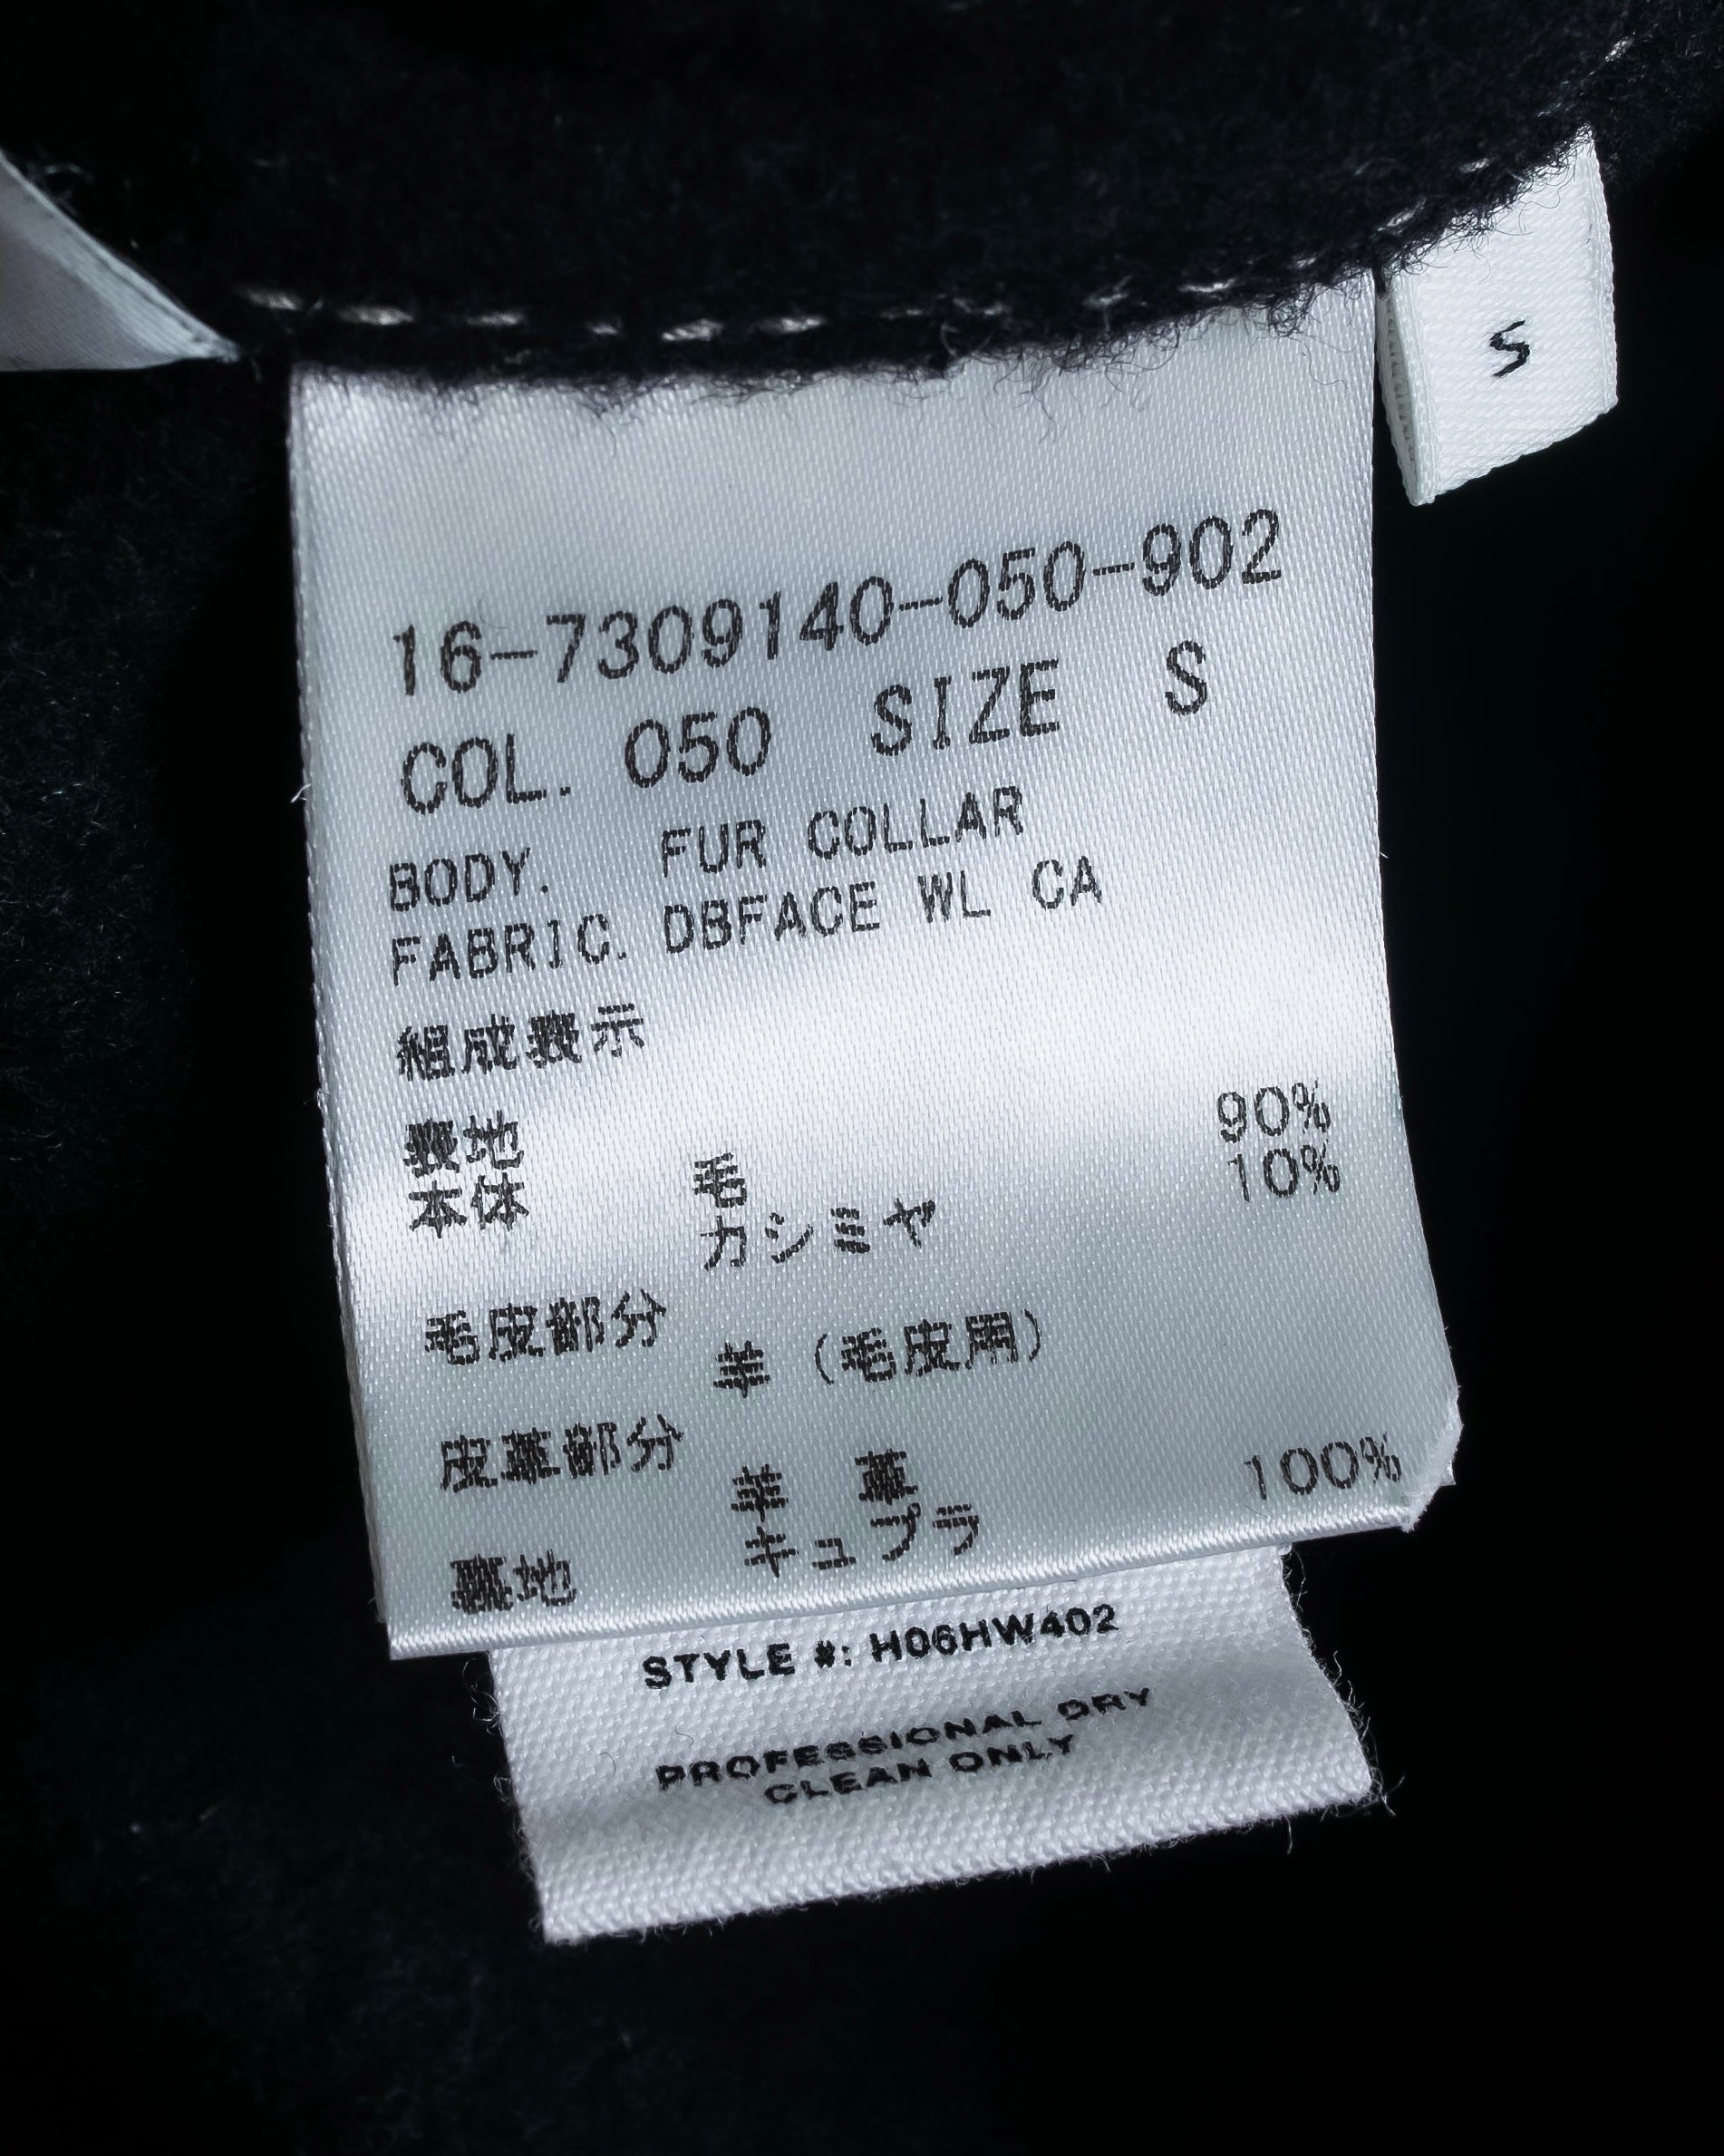 S
16-7309140-050-902
COL. 050 SIZE S
BODY. FUR COLLAR
FABRIC. DBFACE WL CA
組成表示
表地
本体 毛 90%
カシミヤ 10%
毛皮部分
羊 (毛皮用)
皮革部分
羊 革
裏地 キュプラ 100%
STYLE #: H06HW402
PROFESSIONAL DRY
CLEAN ONLY